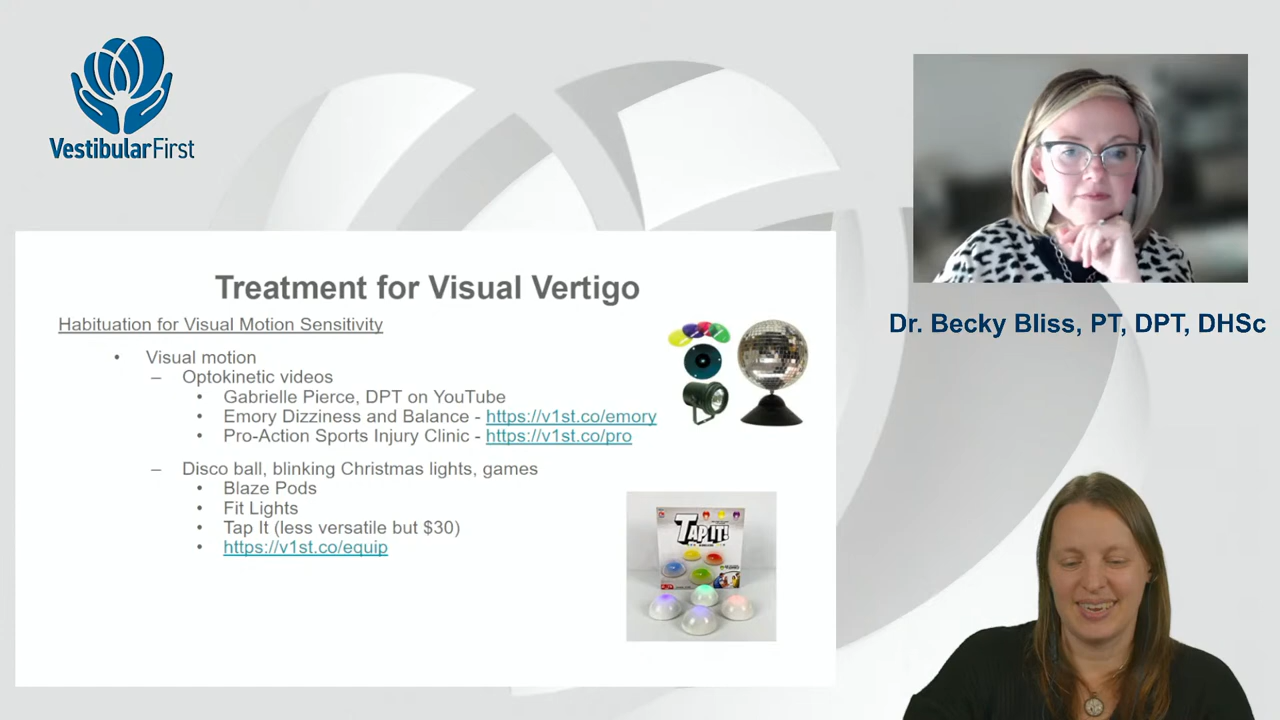 VestibularFirst
Dr. Becky Bliss, PT, DPT, DHSc
Treatment for Visual Vertigo
Habituation for Visual Motion Sensitivity
• Visual motion
– Optokinetic videos
• Gabrielle Pierce, DPT on YouTube
• Emory Dizziness and Balance - https://v1st.co/emory
• Pro-Action Sports Injury Clinic - https://v1st.co/pro
– Disco ball, blinking Christmas lights, games
• Blaze Pods
• Fit Lights
• Tap It (less versatile but $30)
• https://v1st.co/equip
TAP IT!